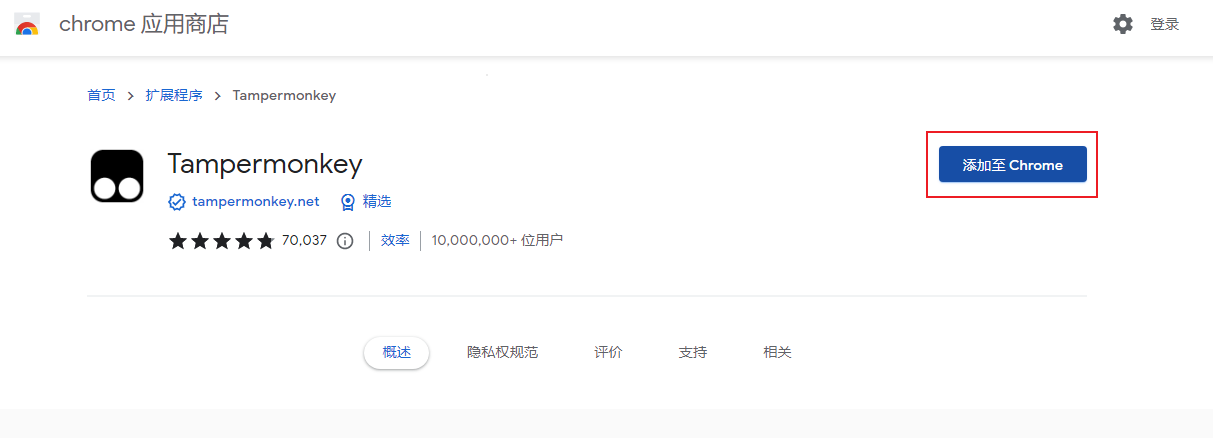 chrome 应用商店
登录
首页 > 扩展程序 > Tampermonkey
Tampermonkey
添加至 Chrome
tampermonkey.net 精选
70,037 效率 10,000,000+ 位用户
概述 隐私权规范 评价 支持 相关